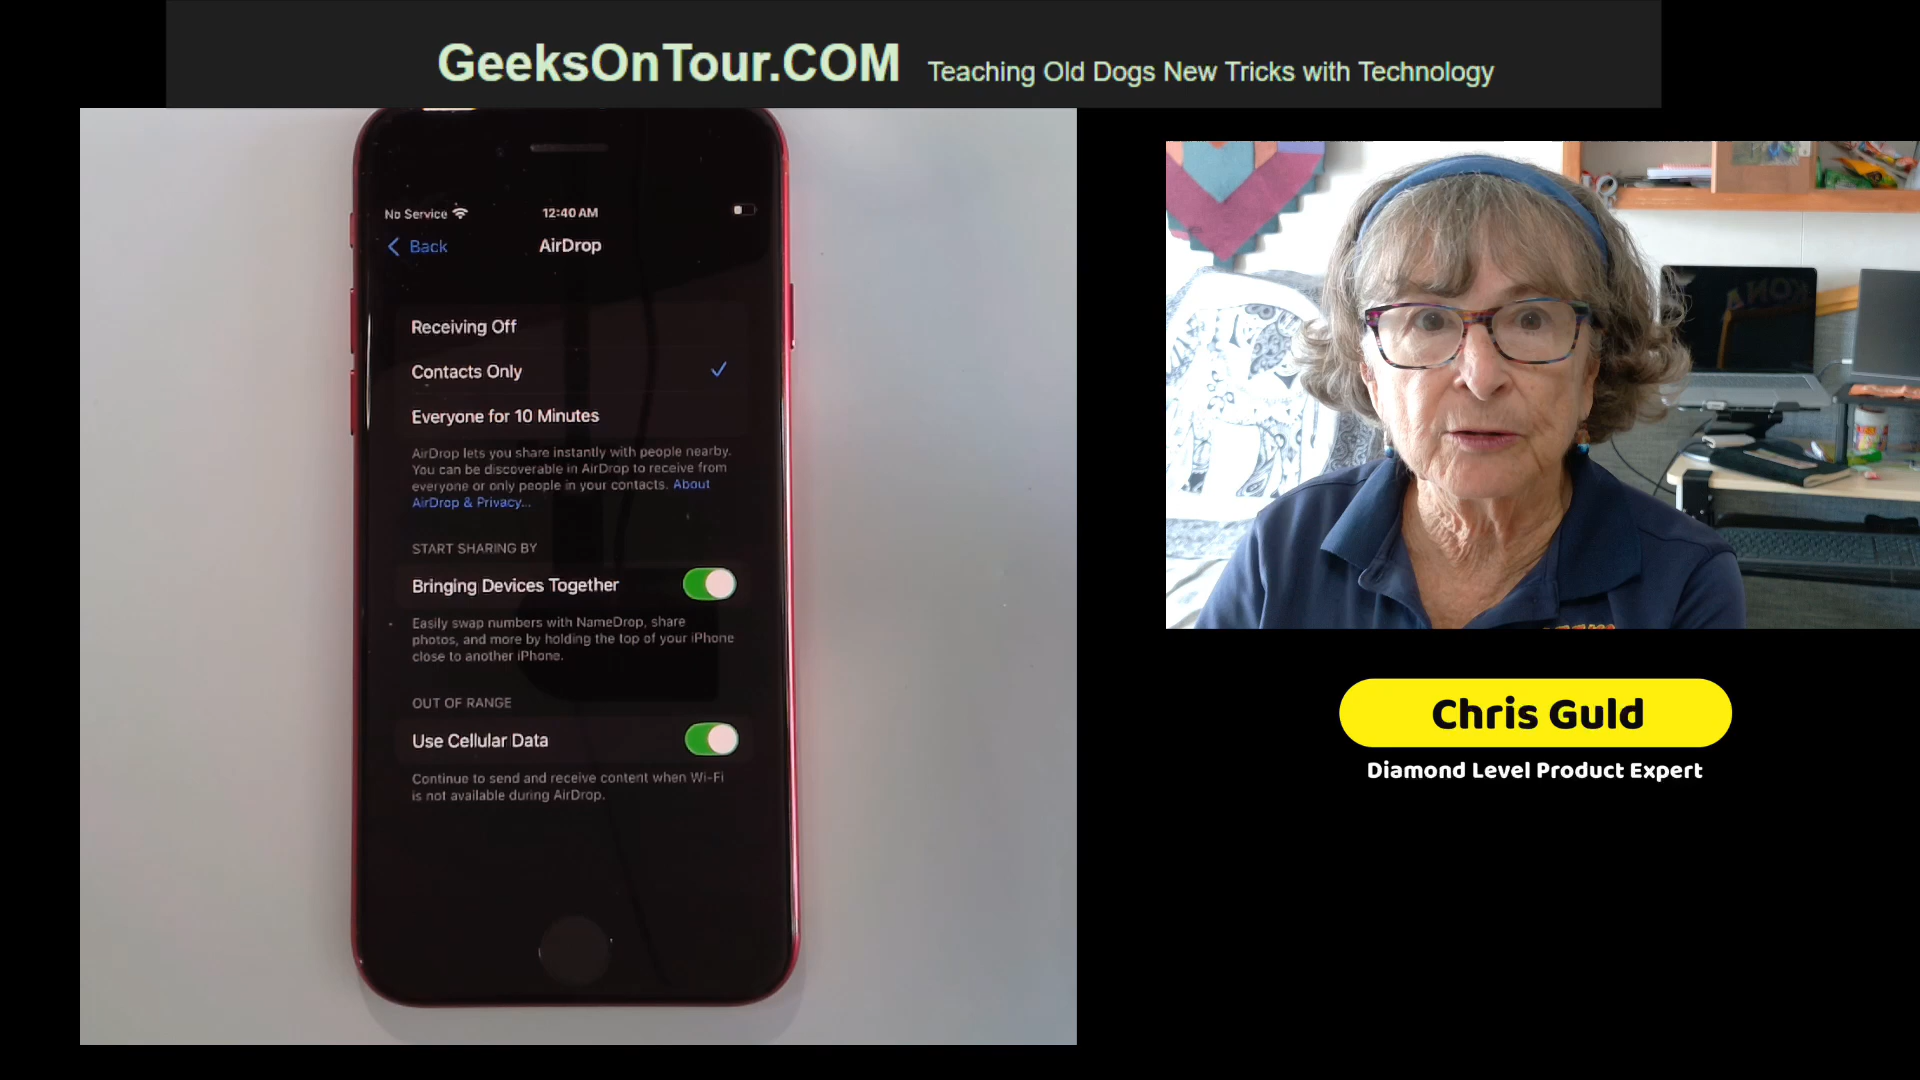 GeeksOnTour.COM Teaching Old Dogs New Tricks with Technology
No Service 12:40 AM
Back AirDrop
Receiving Off
Contacts Only
Everyone for 10 Minutes
AirDrop lets you share instantly with people nearby.
You can be discoverable in AirDrop to receive from
everyone or only people in your contacts. About
AirDrop & Privacy...
START SHARING BY
Bringing Devices Together
Easily swap numbers with NameDrop, share
photos, and more by holding the top of your iPhone
close to another iPhone.
OUT OF RANGE
Use Cellular Data
Continue to send and receive content when Wi-Fi
is not available during AirDrop.
Chris Guld
Diamond Level Product Expert